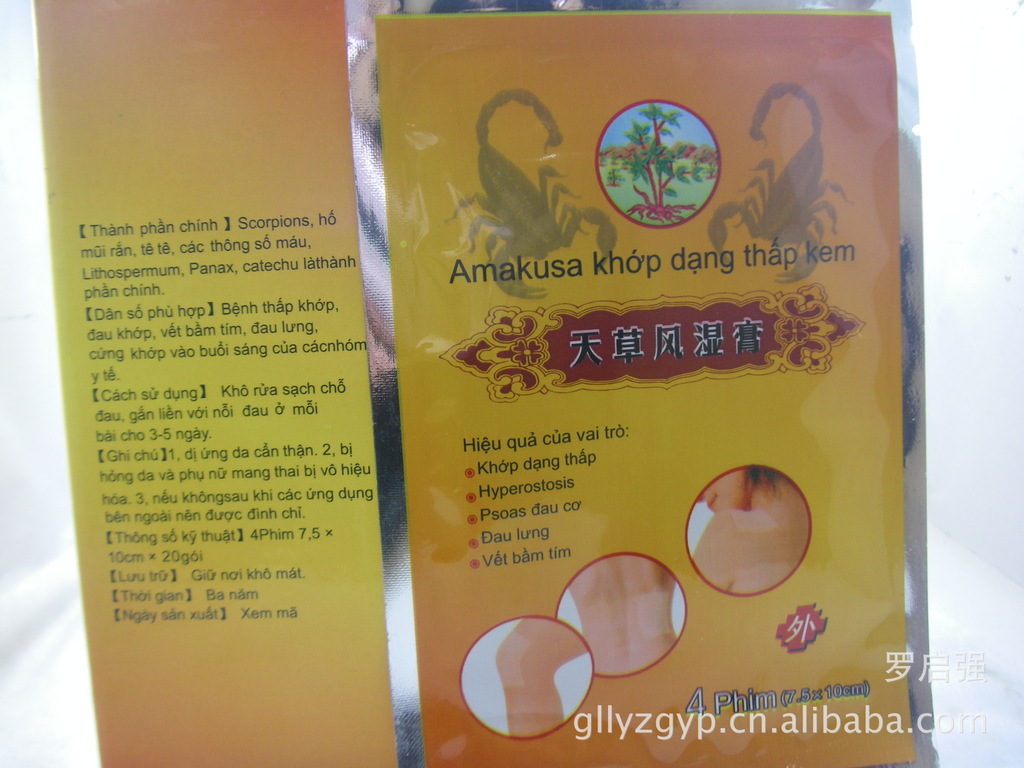 【Thành phần chính 】Scorpions, hố
mũi rắn, tê tê, các thông số máu,
Lithospermum, Panax, catechu làthành
phần chính.
【Dân số phù hợp】Bệnh thấp khớp,
đau khớp, vết bầm tím, đau lưng,
cứng khớp vào buổi sáng của cácnhóm
y tế.
【Cách sử dụng】 Khô rửa sạch chỗ
đau, gắn liền với nỗi đau ở mỗi
bài cho 3-5 ngày.
【Ghi chú】1, dị ứng da cẩn thận. 2, bị
hỏng da và phụ nữ mang thai bị vô hiệu
hóa. 3, nếu khôngsau khi các ứng dụng
bên ngoài nên được đình chỉ.
【Thông số kỹ thuật】4Phim 7,5 ×
10cm × 20gói
【Lưu trữ】 Giữ nơi khô mát.
【Thời gian】 Ba năm
【Ngày sản xuất】 Xem mã
Amakusa khớp dạng thấp kem
天草风湿膏
Hiệu quả của vai trò:
Khớp dạng thấp
Hyperostosis
Psoas đau cơ
Đau lưng
Vết bầm tím
外
4 Phim (7.5×10cm)
罗启强
gllyzgyp.cn.alibaba.com